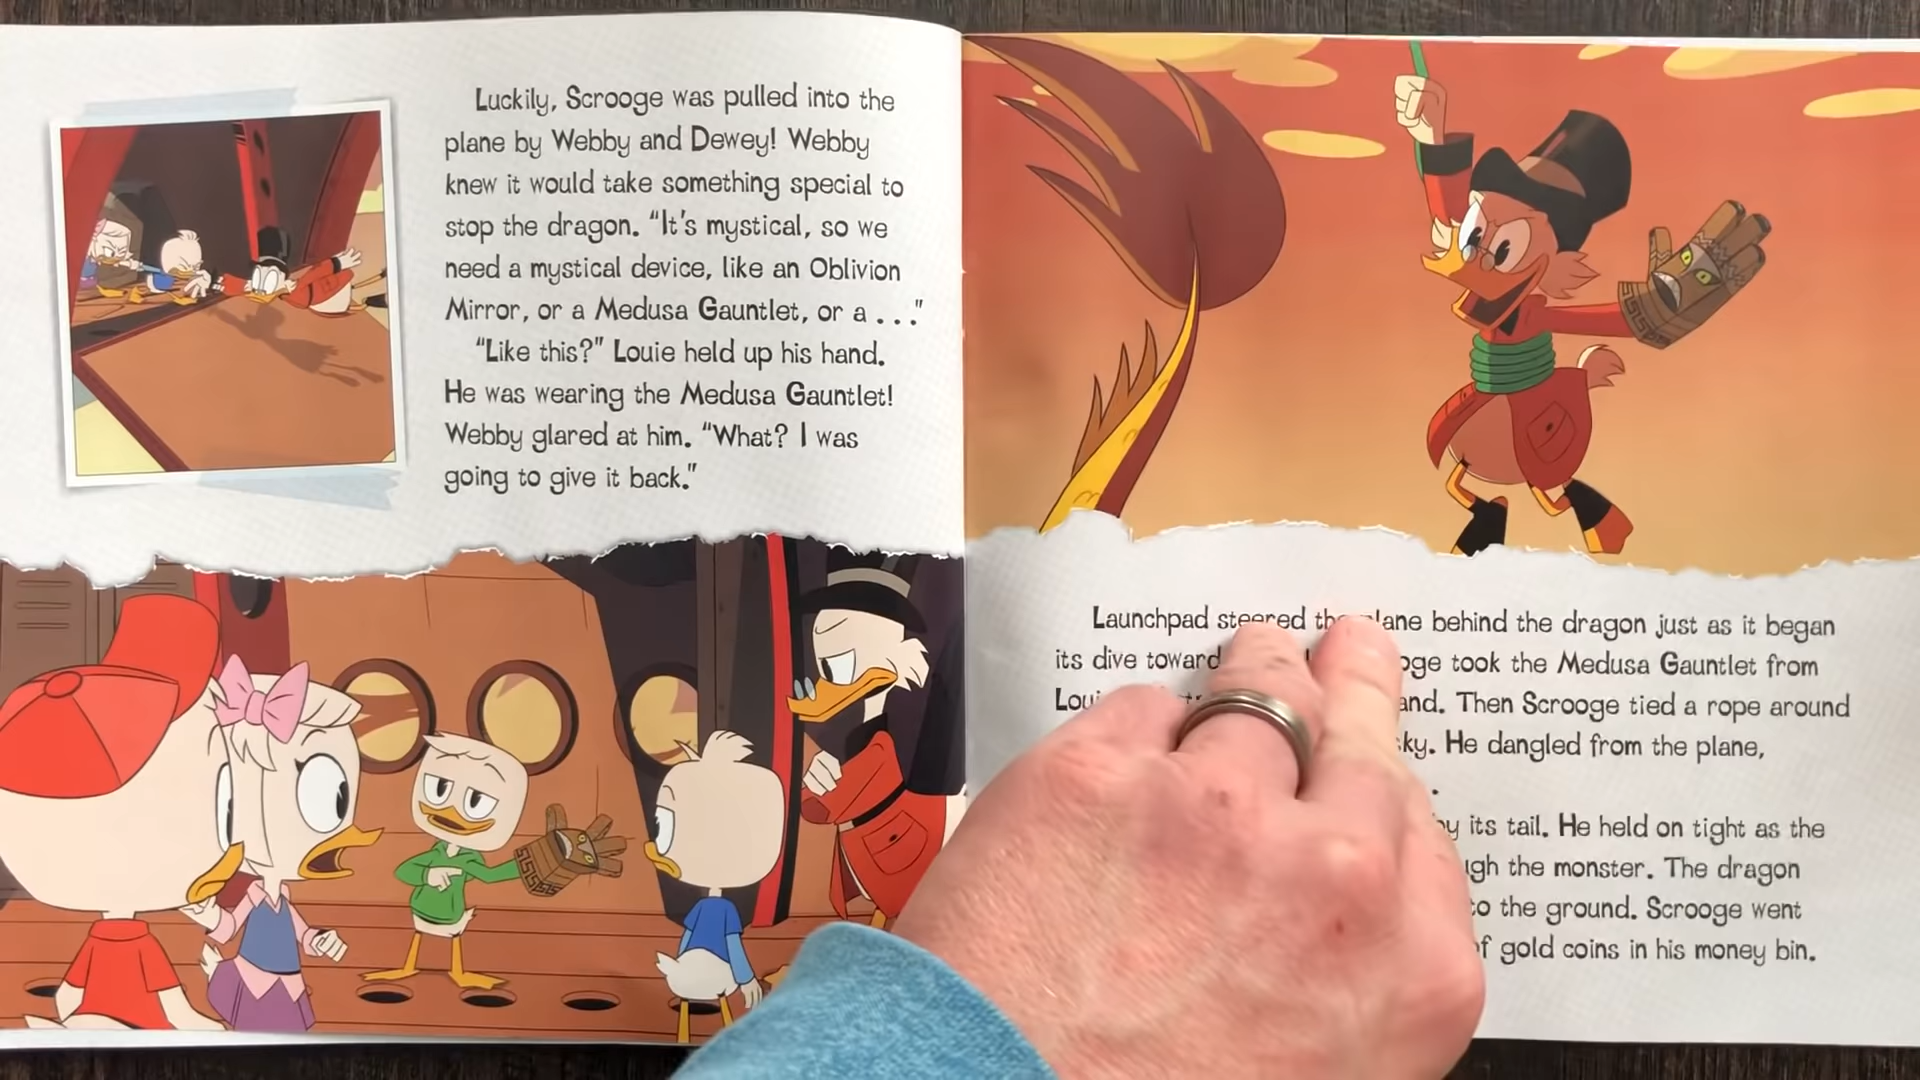 Luckily, Scrooge was pulled into the
plane by Webby and Dewey! Webby
knew it would take something special to
stop the dragon. "It's mystical, so we
need a mystical device, like an Oblivion
Mirror, or a Medusa Gauntlet, or a . . ."
"Like this?" Louie held up his hand.
He was wearing the Medusa Gauntlet!
Webby glared at him. "What? I was
going to give it back."
Launchpad steered the plane behind the dragon just as it began
its dive toward took the Medusa Gauntlet from
Then Scrooge tied a rope around
He dangled from the plane,
its tail. He held on tight as the
the monster. The dragon
to the ground. Scrooge went
of gold coins in his money bin.